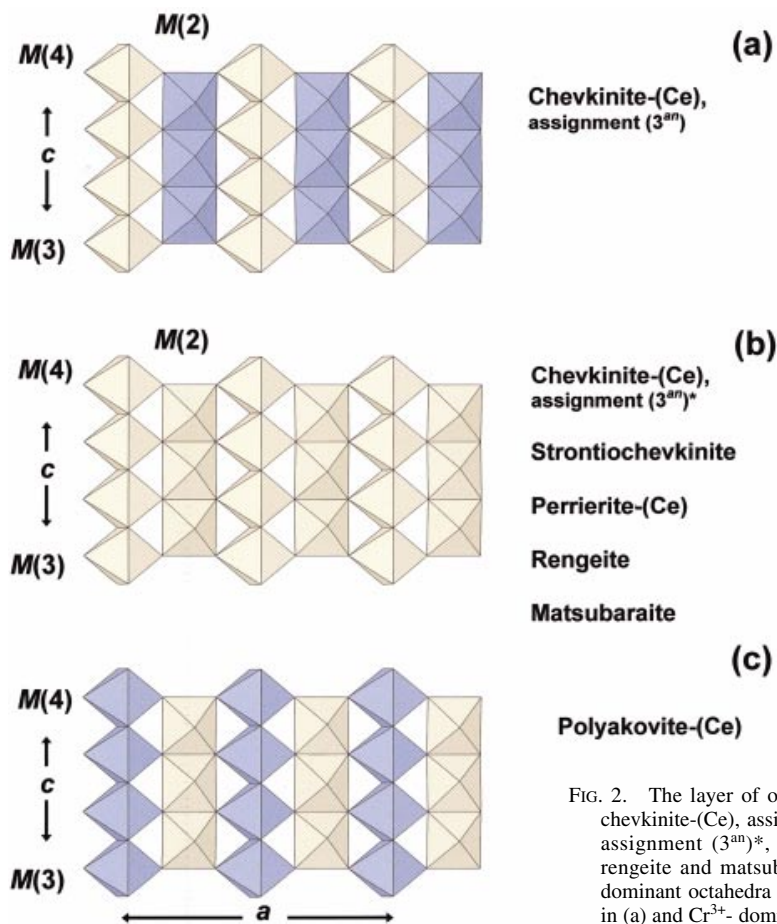 M(2)
M(4)
c
M(3)
(a)
Chevkinite-(Ce),
assignment (3ᵃⁿ)
M(2)
M(4)
c
M(3)
(b)
Chevkinite-(Ce),
assignment (3ᵃⁿ)*
Strontiochevkinite
Perrierite-(Ce)
Rengeite
Matsubaraite
M(4)
c
M(3)
a
(c)
Polyakovite-(Ce)
FIG. 2. The layer of o
chevkinite-(Ce), assi
assignment (3ᵃⁿ)*,
rengeite and matsub
dominant octahedra
in (a) and Cr³⁺- dom